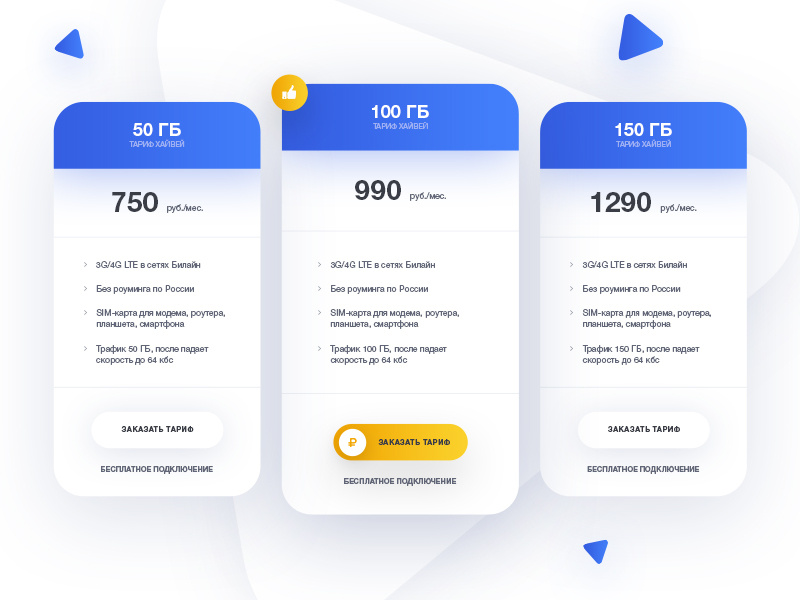 50 ГБ
ТАРИФ ХАЙВЕЙ
750 руб./мес.
3G/4G LTE в сетях Билайн
Без роуминга по России
SIM-карта для модема, роутера,
планшета, смартфона
Трафик 50 ГБ, после падает
скорость до 64 кбс
ЗАКАЗАТЬ ТАРИФ
БЕСПЛАТНОЕ ПОДКЛЮЧЕНИЕ
100 ГБ
ТАРИФ ХАЙВЕЙ
990 руб./мес.
3G/4G LTE в сетях Билайн
Без роуминга по России
SIM-карта для модема, роутера,
планшета, смартфона
Трафик 100 ГБ, после падает
скорость до 64 кбс
₽ ЗАКАЗАТЬ ТАРИФ
БЕСПЛАТНОЕ ПОДКЛЮЧЕНИЕ
150 ГБ
ТАРИФ ХАЙВЕЙ
1290 руб./мес.
3G/4G LTE в сетях Билайн
Без роуминга по России
SIM-карта для модема, роутера,
планшета, смартфона
Трафик 150 ГБ, после падает
скорость до 64 кбс
ЗАКАЗАТЬ ТАРИФ
БЕСПЛАТНОЕ ПОДКЛЮЧЕНИЕ